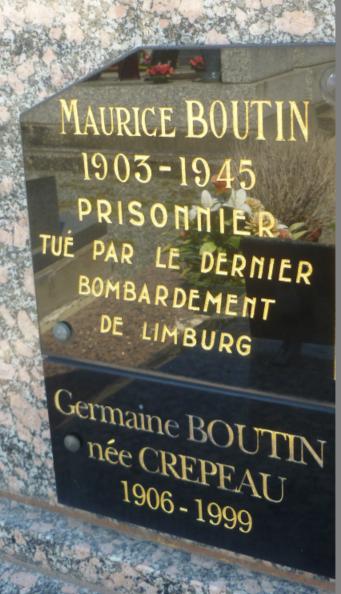 MAURICE BOUTIN
1903-1945
PRISONNIER
TUÉ PAR LE DERNIER
BOMBARDEMENT
DE LIMBURG
Germaine BOUTIN
née CREPEAU
1906-1999